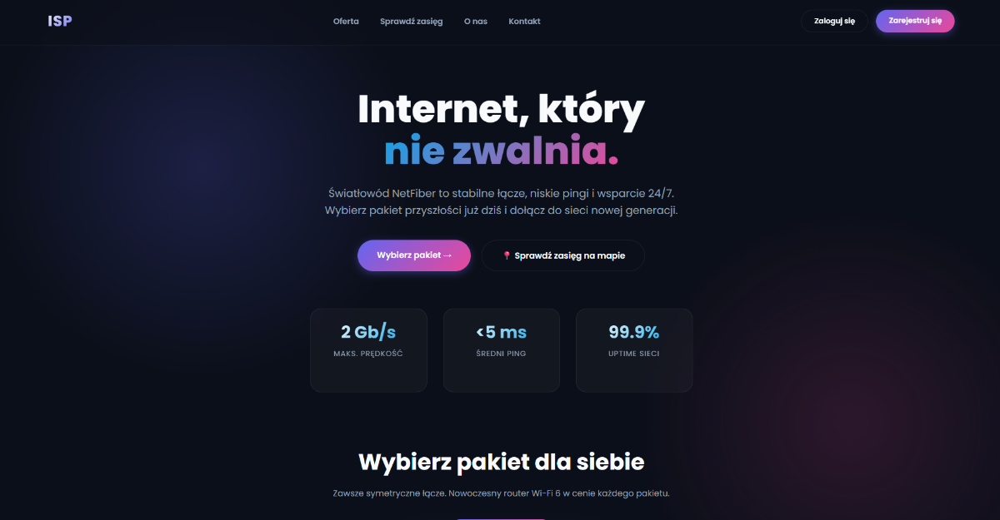 ISP
Oferta
Sprawdź zasięg
O nas
Kontakt
Zaloguj się
Zarejestruj się
Internet, który
nie zwalnia.
Światłowód NetFiber to stabilne łącze, niskie pingi i wsparcie 24/7.
Wybierz pakiet przyszłości już dziś i dołącz do sieci nowej generacji.
Wybierz pakiet →
📍 Sprawdź zasięg na mapie
2 Gb/s
MAKS. PRĘDKOŚĆ
<5 ms
ŚREDNI PING
99.9%
UPTIME SIECI
Wybierz pakiet dla siebie
Zawsze symetryczne łącze. Nowoczesny router Wi-Fi 6 w cenie każdego pakietu.